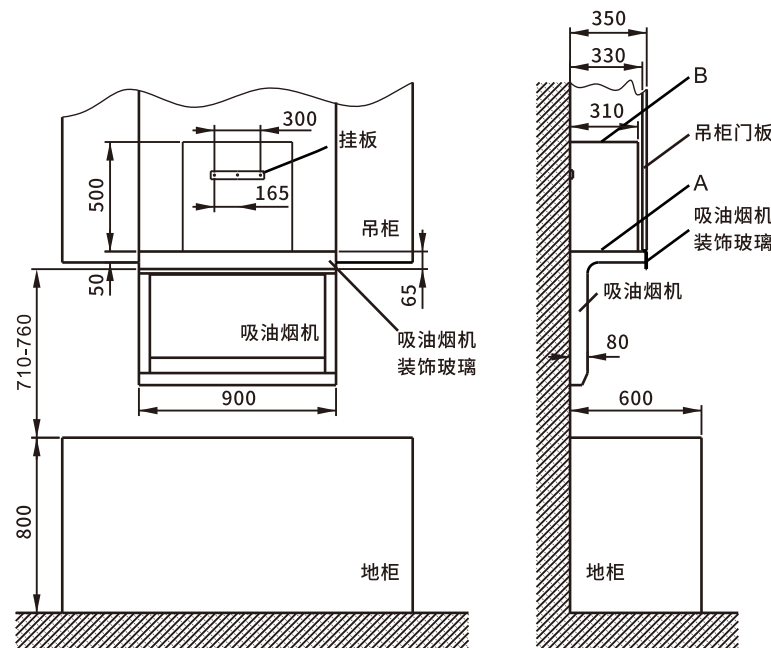 300
挂板
500
165
吊柜
50
65
710-760
吸油烟机
吸油烟机
装饰玻璃
900
800
地柜
350
330
B
310
吊柜门板
A
吸油烟机
装饰玻璃
吸油烟机
80
600
地柜